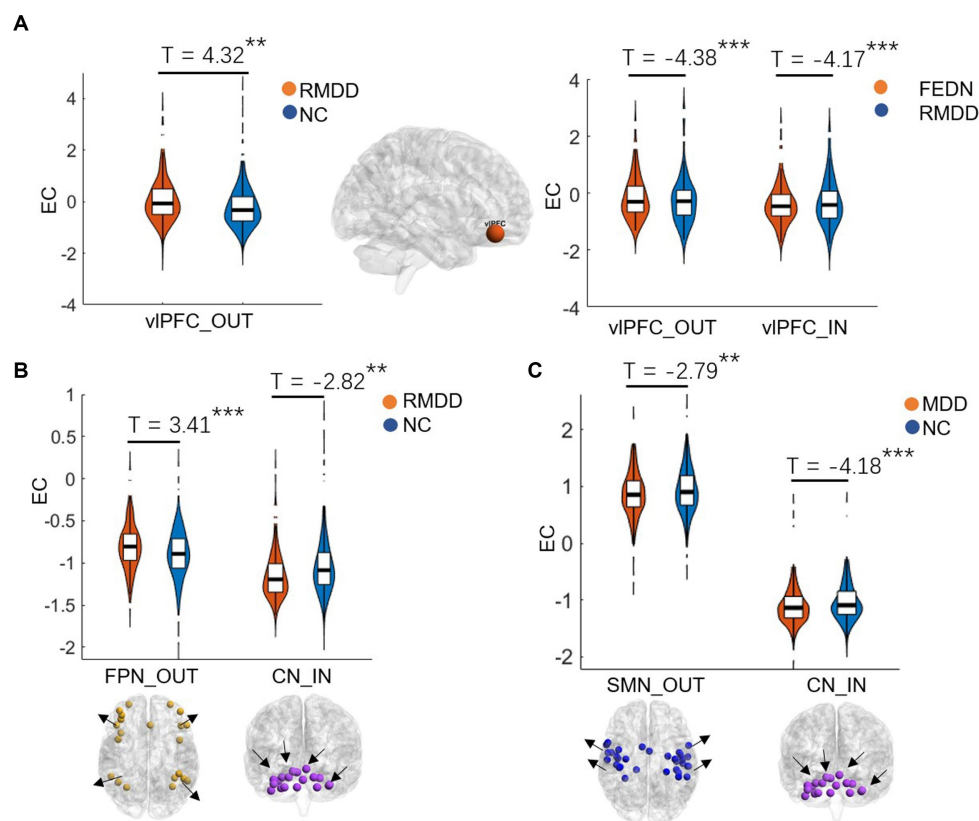 A
T = 4.32**
RMDD
NC
EC
4
2
0
-2
-4
vlPFC_OUT
vlPFC
T = -4.38***
T = -4.17***
FEDN
RMDD
EC
4
2
0
-2
-4
vlPFC_OUT
vlPFC_IN
B
T = 3.41***
T = -2.82**
RMDD
NC
EC
1
0.5
0
-0.5
-1
-1.5
-2
FPN_OUT
CN_IN
C
T = -2.79**
T = -4.18***
MDD
NC
EC
2
1
0
-1
-2
SMN_OUT
CN_IN